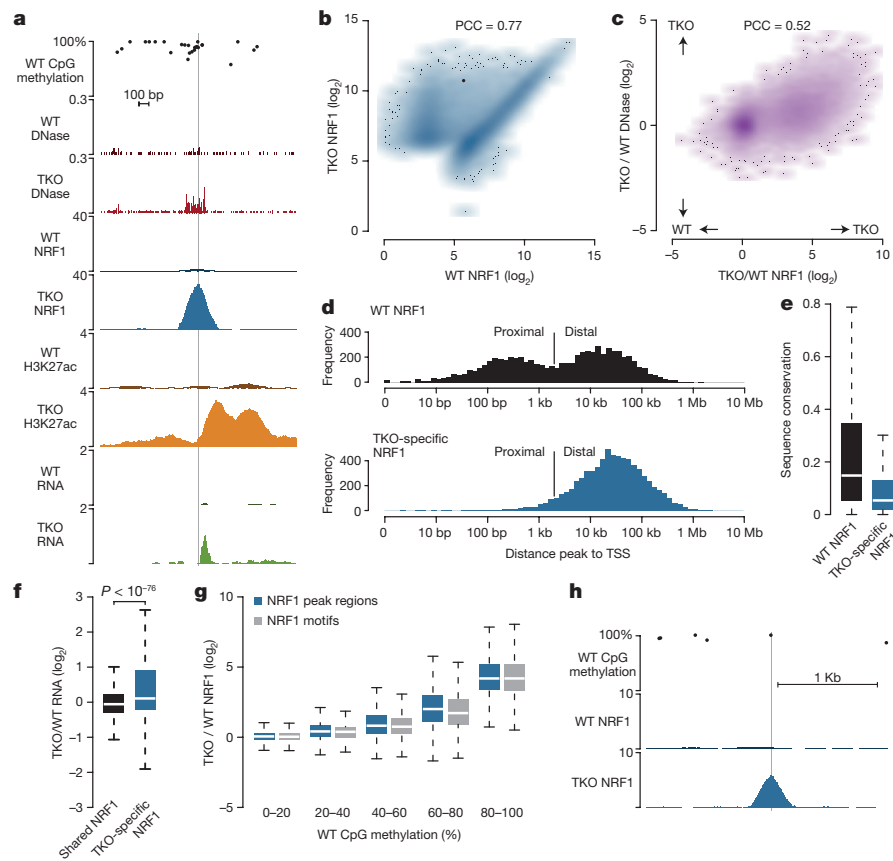 a
100%
WT CpG
methylation
0.3
100 bp
WT
DNase
0.3
TKO
DNase
40
WT
NRF1
40
TKO
NRF1
4
WT
H3K27ac
4
TKO
H3K27ac
2
WT
RNA
2
TKO
RNA
b
PCC = 0.77
15
10
5
0
TKO NRF1 (log2)
0 5 10 15
WT NRF1 (log2)
c
PCC = 0.52
5
0
–5
TKO / WT DNase (log2)
TKO
WT
TKO
–5 0 5 10
TKO/WT NRF1 (log2)
d
WT NRF1
Proximal Distal
400
200
0
Frequency
0 10 bp 100 bp 1 kb 10 kb 100 kb 1 Mb 10 Mb
TKO-specific
NRF1
Proximal Distal
400
200
0
Frequency
0 10 bp 100 bp 1 kb 10 kb 100 kb 1 Mb 10 Mb
Distance peak to TSS
e
0.8
0.6
0.4
0.2
0
Sequence conservation
WT NRF1
TKO-specific
NRF1
f
P < 10–76
3
2
1
0
–1
–2
–3
TKO/WT RNA (log2)
Shared NRF1
TKO-specific
NRF1
g
10
5
0
–5
TKO / WT NRF1 (log2)
NRF1 peak regions
NRF1 motifs
0–20 20–40 40–60 60–80 80–100
WT CpG methylation (%)
h
100%
WT CpG
methylation
1 Kb
10
WT NRF1
10
TKO NRF1